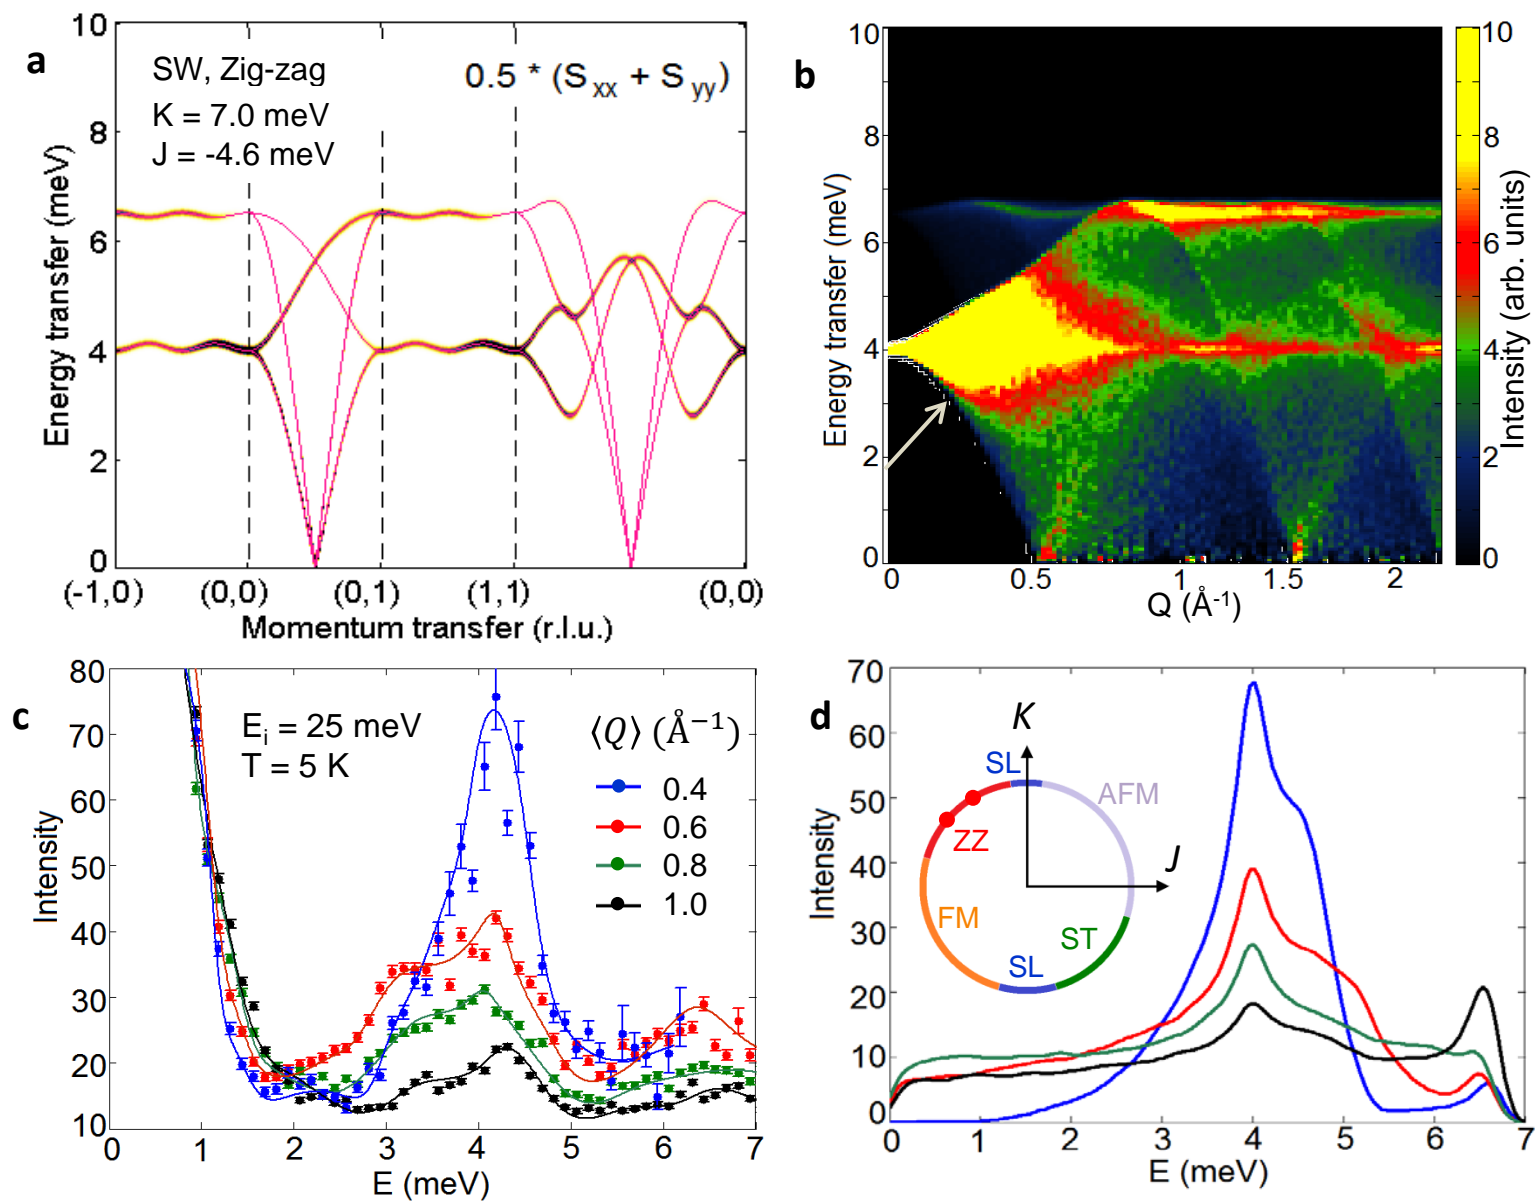 a
10
8
6
4
2
0
Energy transfer (meV)
SW, Zig-zag
K = 7.0 meV
J = -4.6 meV
0.5 * (S xx + S yy)
(-1,0) (0,0) (0,1) (1,1) (0,0)
Momentum transfer (r.l.u.)
b
10
8
6
4
2
0
Energy transfer (meV)
0 0.5 1 1.5 2
Q (Å-1)
10
8
6
4
2
0
Intensity (arb. units)
c
80
70
60
50
40
30
20
10
Intensity
Ei = 25 meV
T = 5 K
⟨Q⟩ (Å−1)
0.4
0.6
0.8
1.0
0 1 2 3 4 5 6 7
E (meV)
d
70
60
50
40
30
20
10
0
Intensity
K
J
SL
AFM
ZZ
FM
ST
SL
0 1 2 3 4 5 6 7
E (meV)